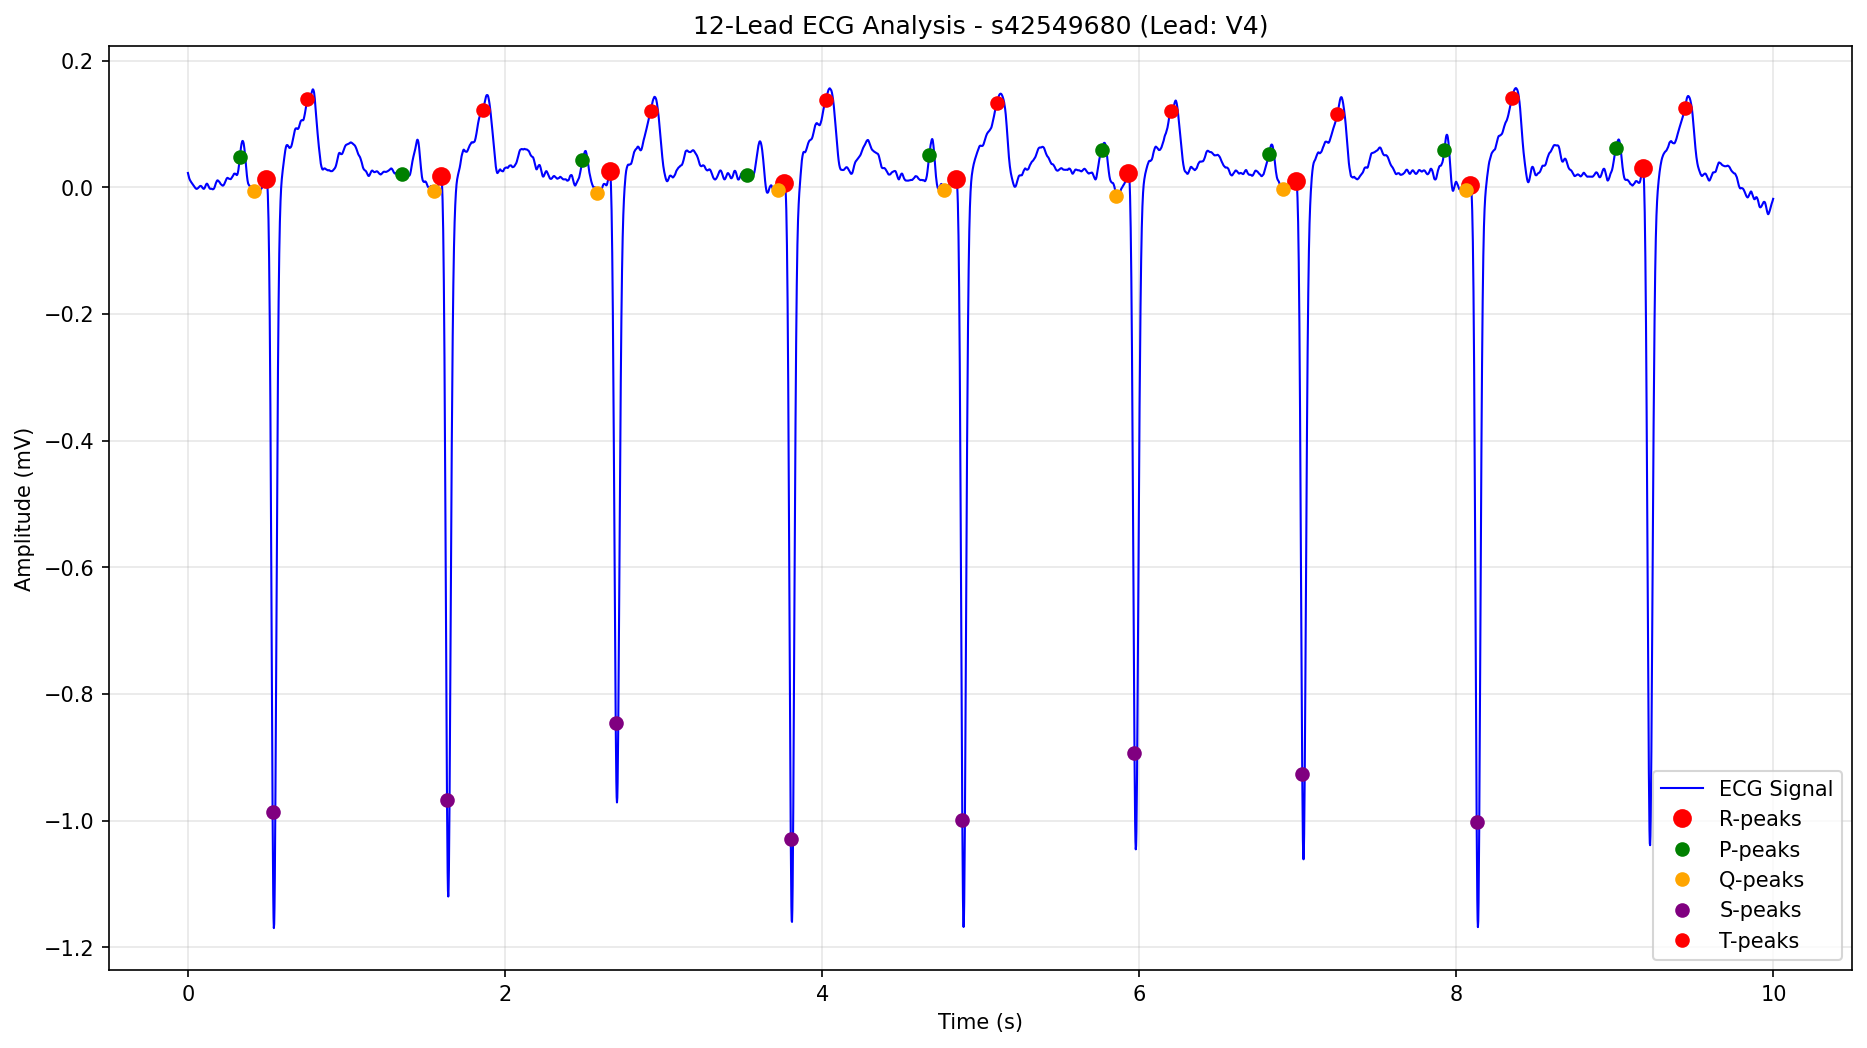 12-Lead ECG Analysis - s42549680 (Lead: V4)
Amplitude (mV)
0.2
0.0
−0.2
−0.4
−0.6
−0.8
−1.0
−1.2
ECG Signal
R-peaks
P-peaks
Q-peaks
S-peaks
T-peaks
0 2 4 6 8 10
Time (s)